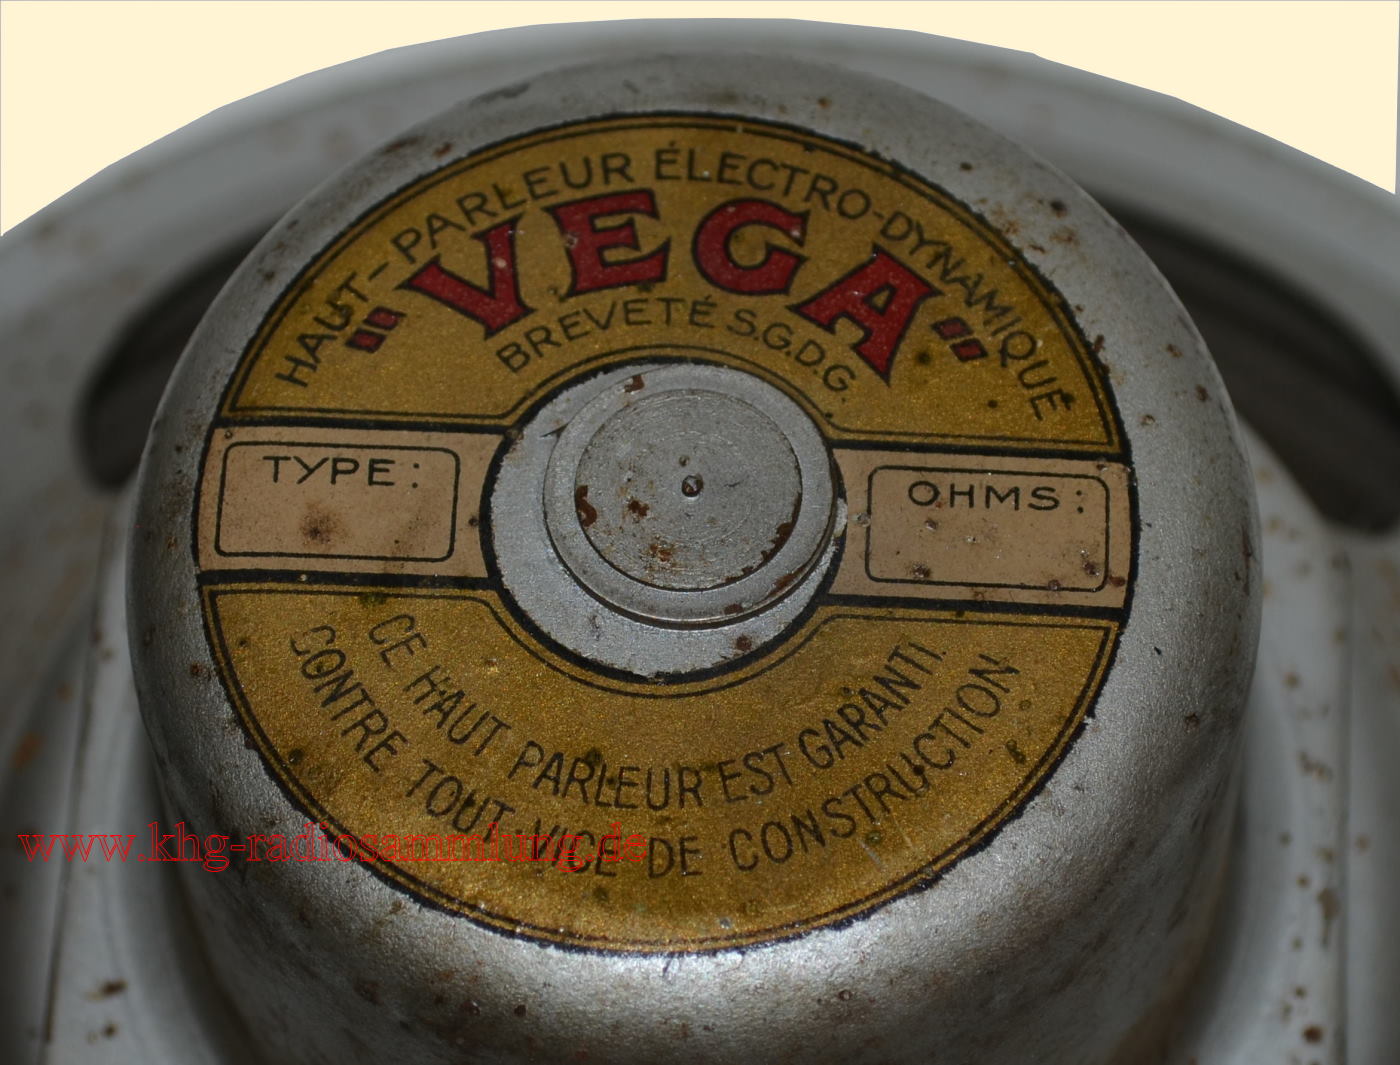 HAUT-PARLEUR ÉLECTRO-DYNAMIQUE
"VEGA"
BREVETÉ S.G.D.G.
TYPE:
OHMS:
CE HAUT PARLEUR EST GARANTI
CONTRE TOUT VICE DE CONSTRUCTION
www.khg-radiosammlung.de